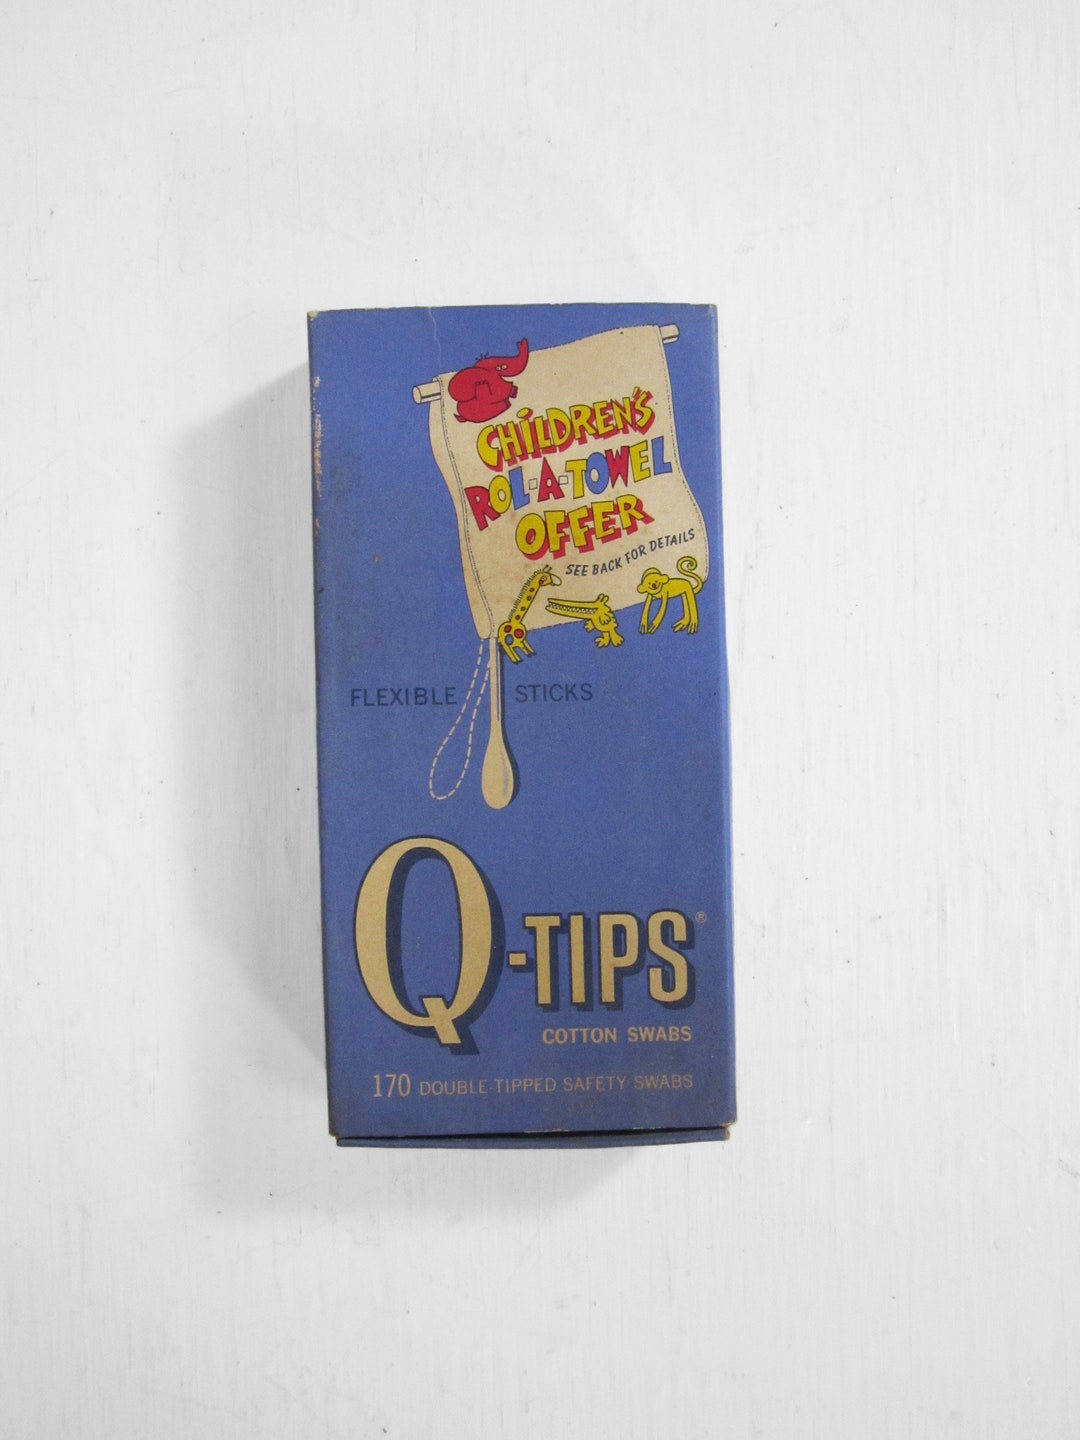 CHILDREN'S
ROL-A-TOWEL
OFFER
SEE BACK FOR DETAILS
FLEXIBLE STICKS
Q-TIPS®
COTTON SWABS
170 DOUBLE-TIPPED SAFETY SWABS